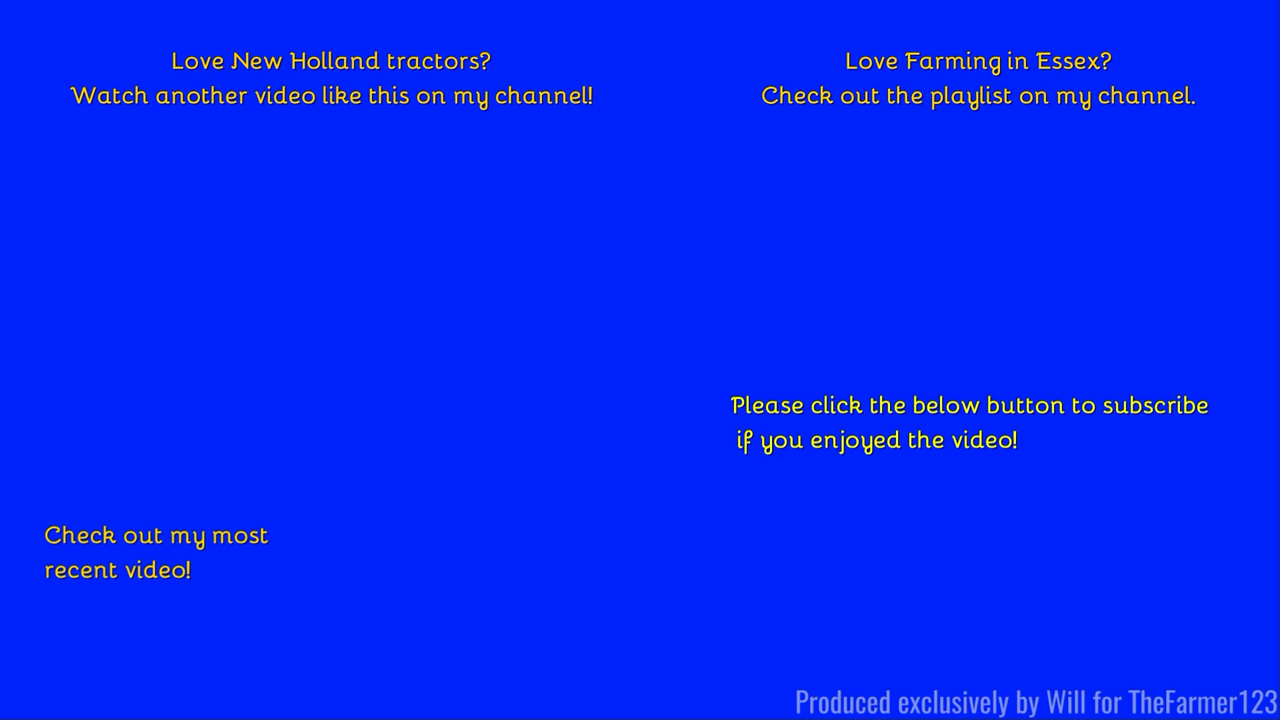 Love New Holland tractors?
Watch another video like this on my channel!
Love Farming in Essex?
Check out the playlist on my channel.
Please click the below button to subscribe
if you enjoyed the video!
Check out my most
recent video!
Produced exclusively by Will for TheFarmer123